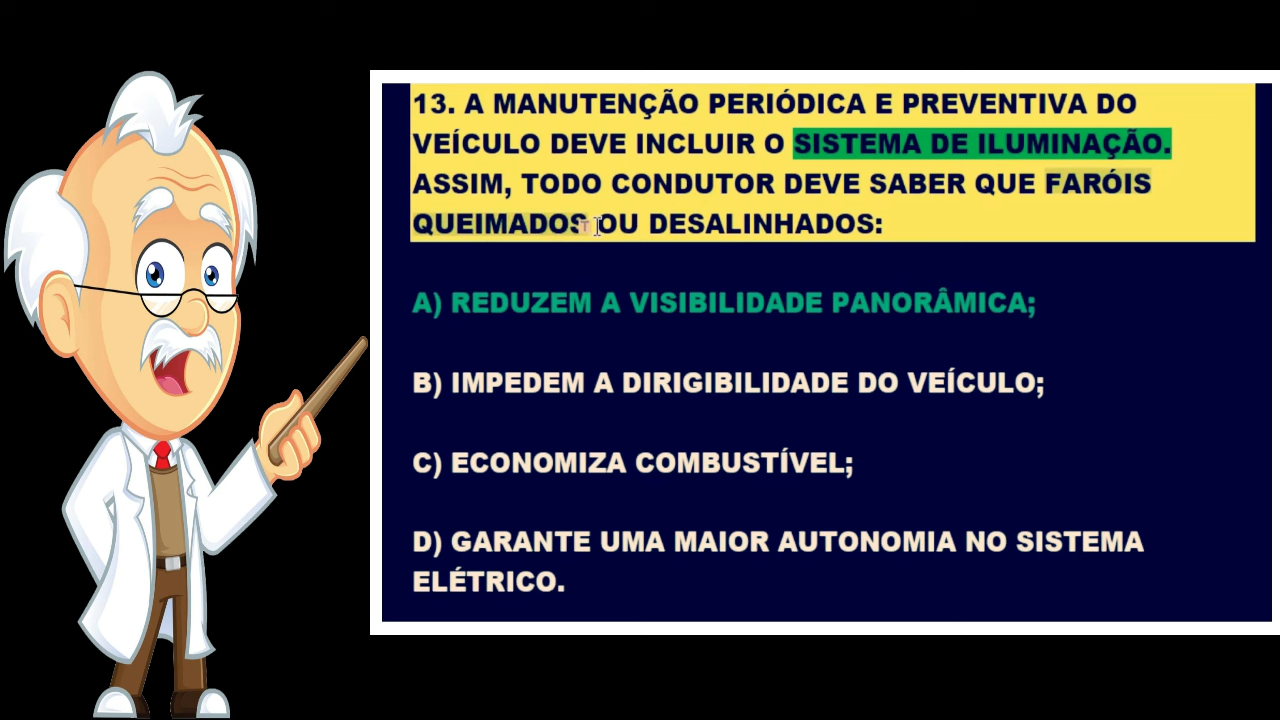 13. A MANUTENÇÃO PERIÓDICA E PREVENTIVA DO
VEÍCULO DEVE INCLUIR O SISTEMA DE ILUMINAÇÃO.
ASSIM, TODO CONDUTOR DEVE SABER QUE FARÓIS
QUEIMADOS OU DESALINHADOS:
A) REDUZEM A VISIBILIDADE PANORÂMICA;
B) IMPEDEM A DIRIGIBILIDADE DO VEÍCULO;
C) ECONOMIZA COMBUSTÍVEL;
D) GARANTE UMA MAIOR AUTONOMIA NO SISTEMA
ELÉTRICO.